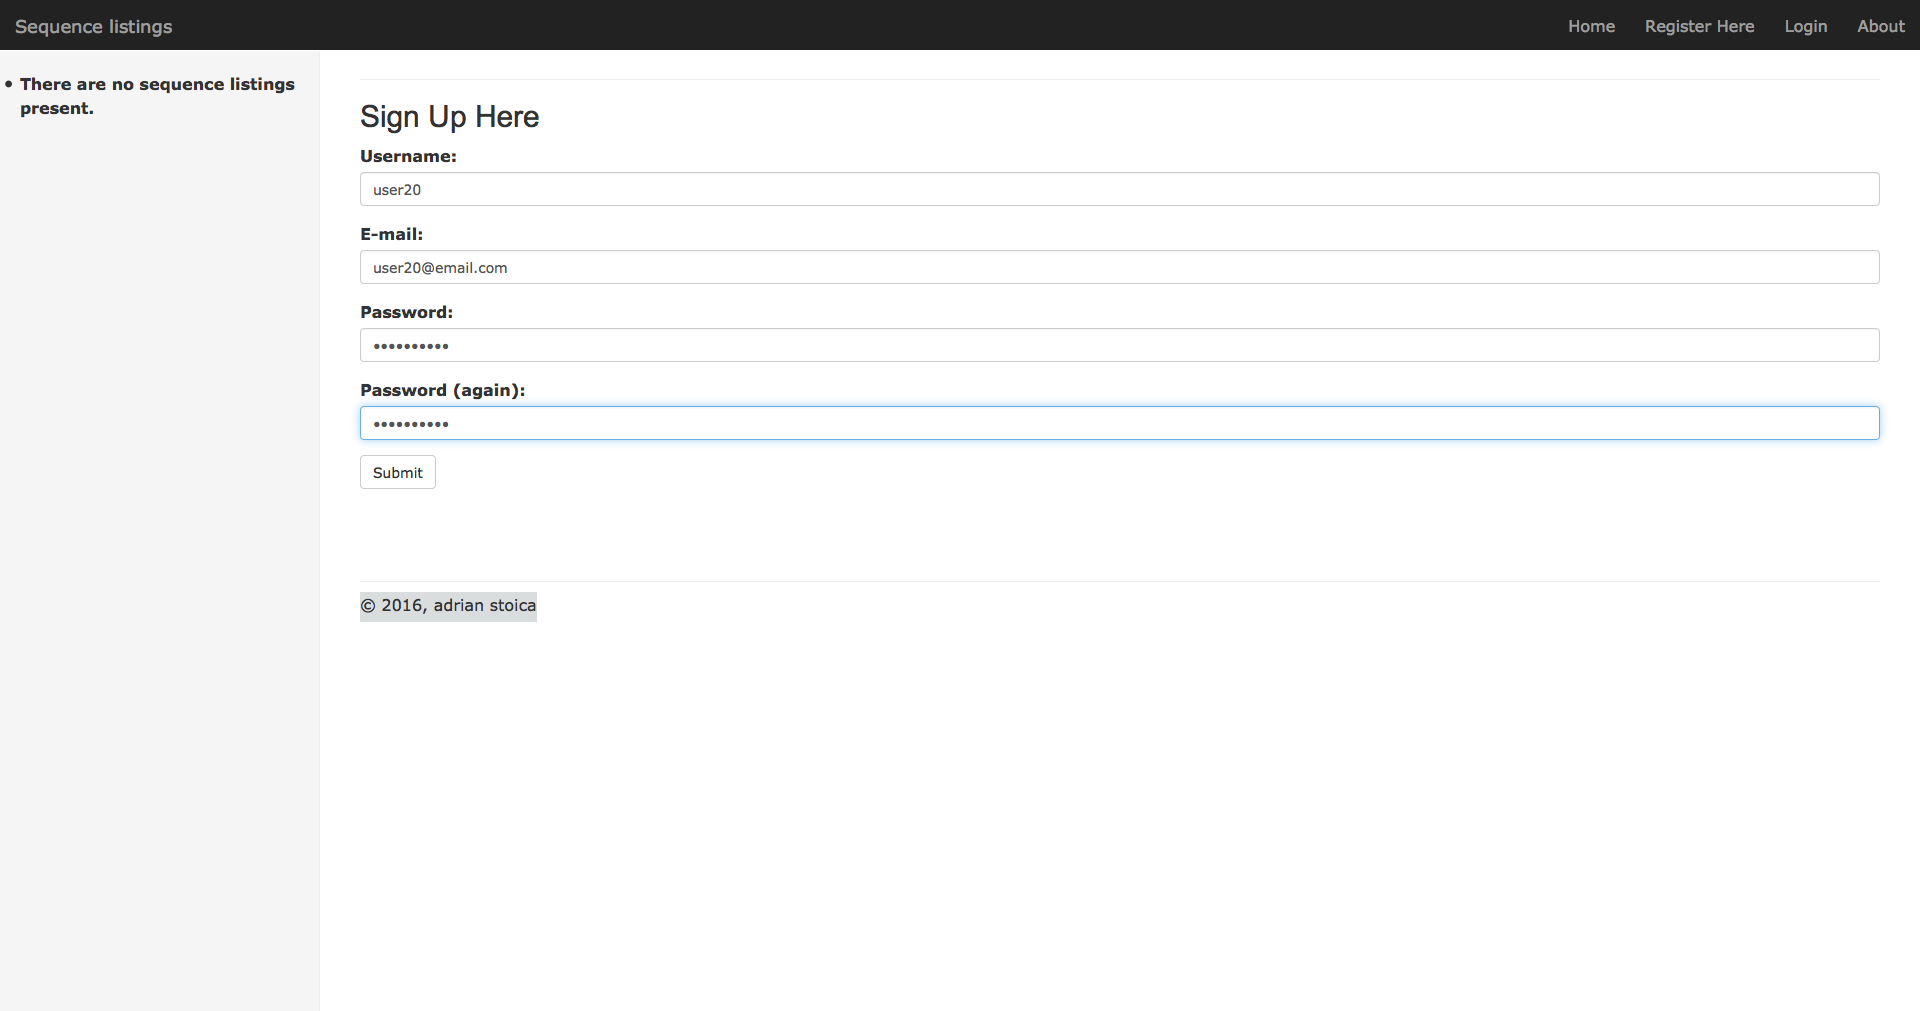 Sequence listings
Home
Register Here
Login
About
• There are no sequence listings
present.
Sign Up Here
Username:
user20
E-mail:
user20@email.com
Password:
••••••••••
Password (again):
••••••••••
Submit
© 2016, adrian stoica